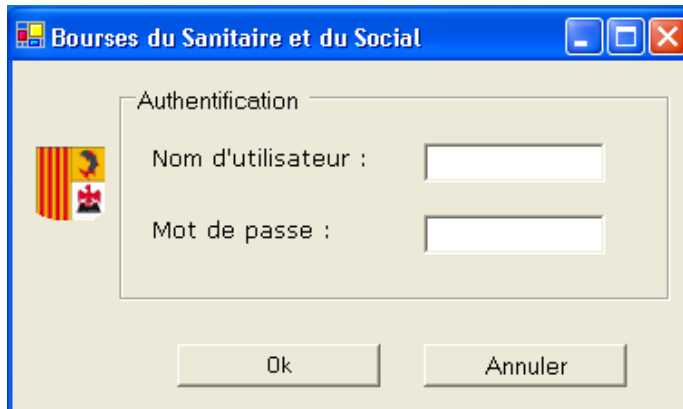 Bourses du Sanitaire et du Social
Authentification
Nom d'utilisateur :
Mot de passe :
Ok
Annuler